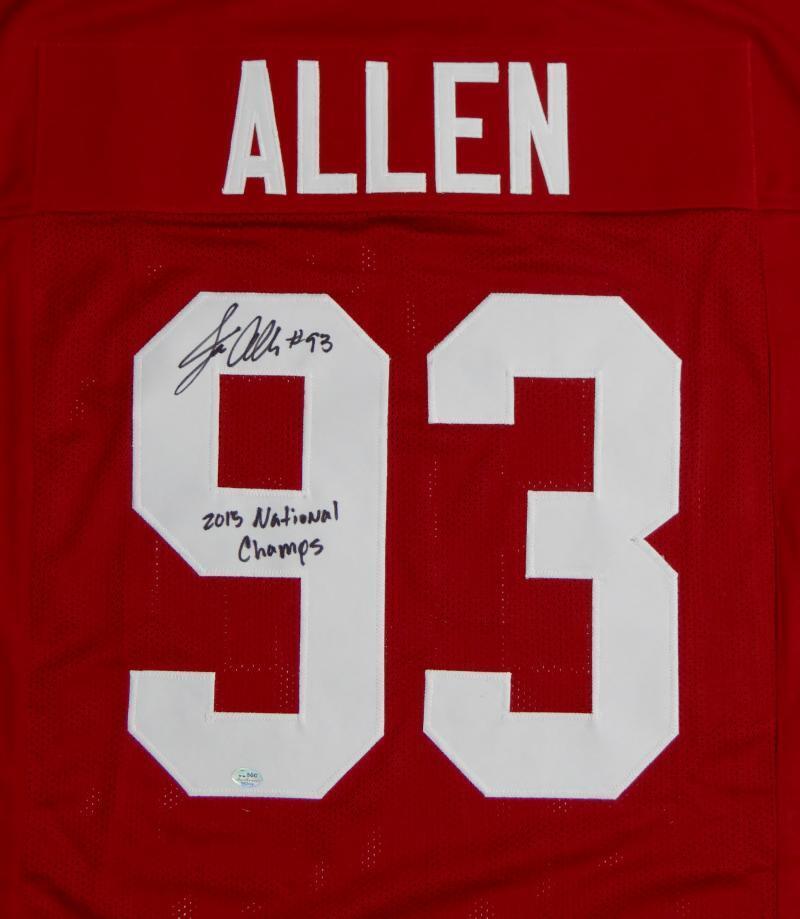 ALLEN
93
#93
2015 National
Champs